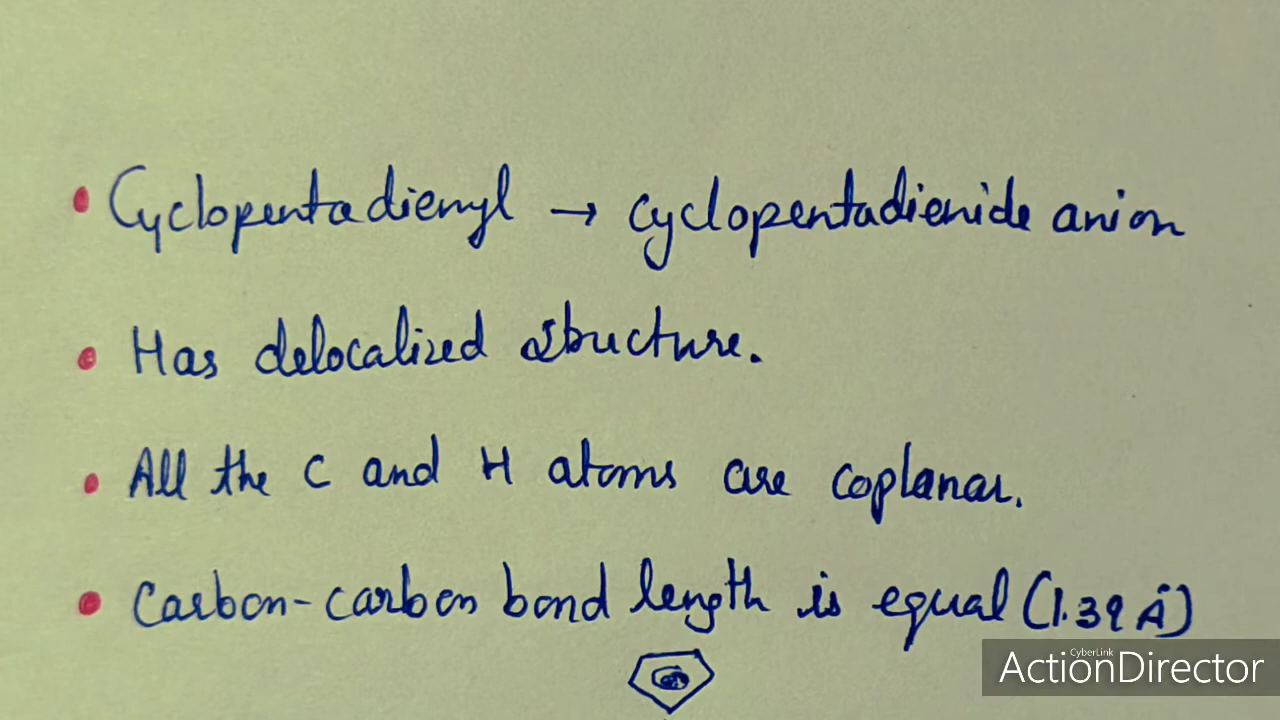 • Cyclopentadienyl → cyclopentadienide anion
• Has delocalized structure.
• All the C and H atoms are coplanar.
• Carbon-carbon bond length is equal (1.39 Å)
CyberLink
ActionDirector